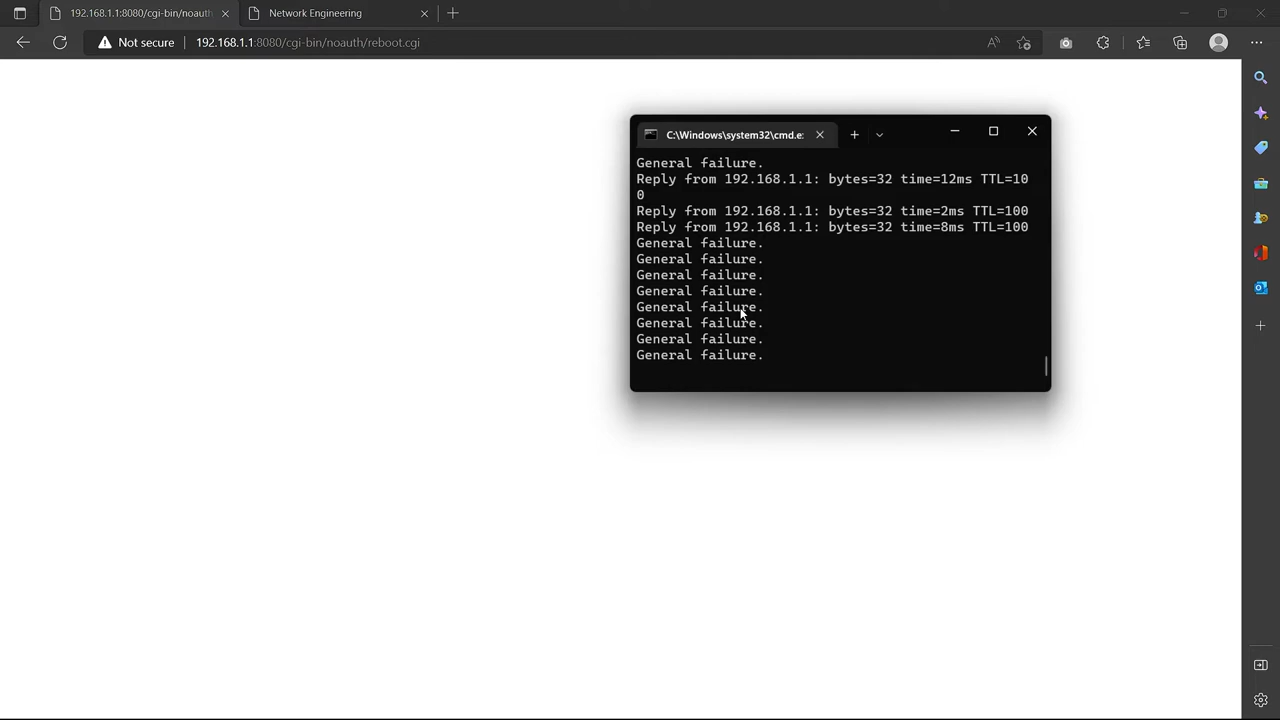 192.168.1.1:8080/cgi-bin/noauth
Network Engineering
Not secure
192.168.1.1:8080/cgi-bin/noauth/reboot.cgi
C:\Windows\system32\cmd.e:
General failure.
Reply from 192.168.1.1: bytes=32 time=12ms TTL=10
0
Reply from 192.168.1.1: bytes=32 time=2ms TTL=100
Reply from 192.168.1.1: bytes=32 time=8ms TTL=100
General failure.
General failure.
General failure.
General failure.
General failure.
General failure.
General failure.
General failure.